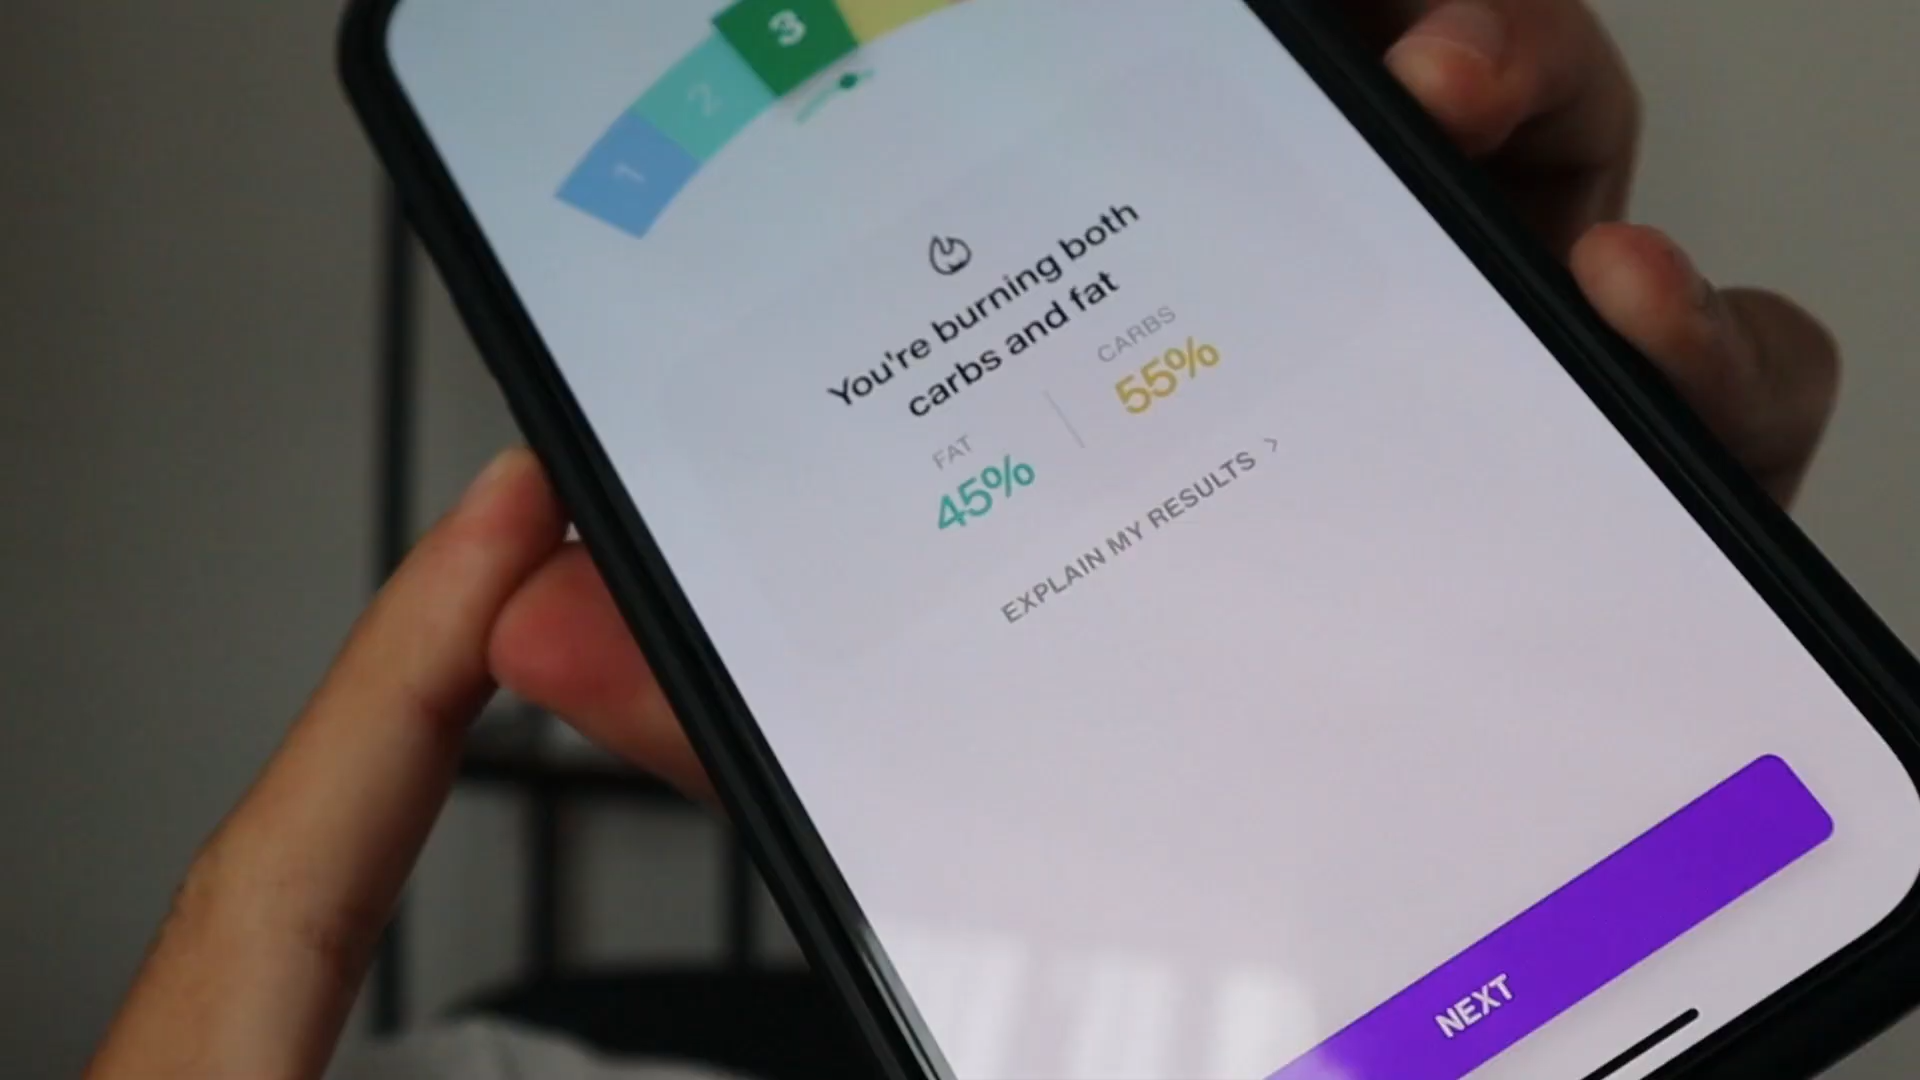 1
2
3
You're burning both
carbs and fat
FAT
CARBS
45%
55%
EXPLAIN MY RESULTS >
NEXT